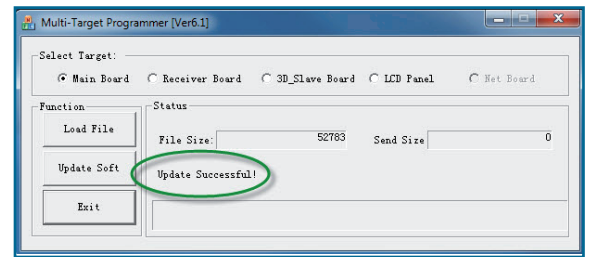 Multi-Target Programmer [Ver6.1]
Select Target:
Main Board Receiver Board 3D_Slave Board LCD Panel Net Board
Function
Status
Load File
File Size: 52783 Send Size 0
Update Soft
Update Successful!
Exit